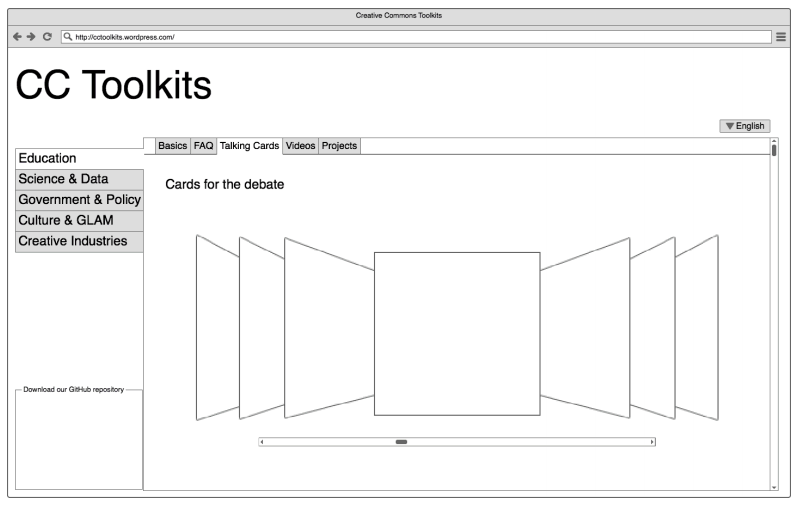 Creative Commons Toolkits
http://cctoolkits.wordpress.com/
CC Toolkits
English
Basics FAQ Talking Cards Videos Projects
Education
Science & Data
Government & Policy
Culture & GLAM
Creative Industries
Cards for the debate
Download our GitHub repository